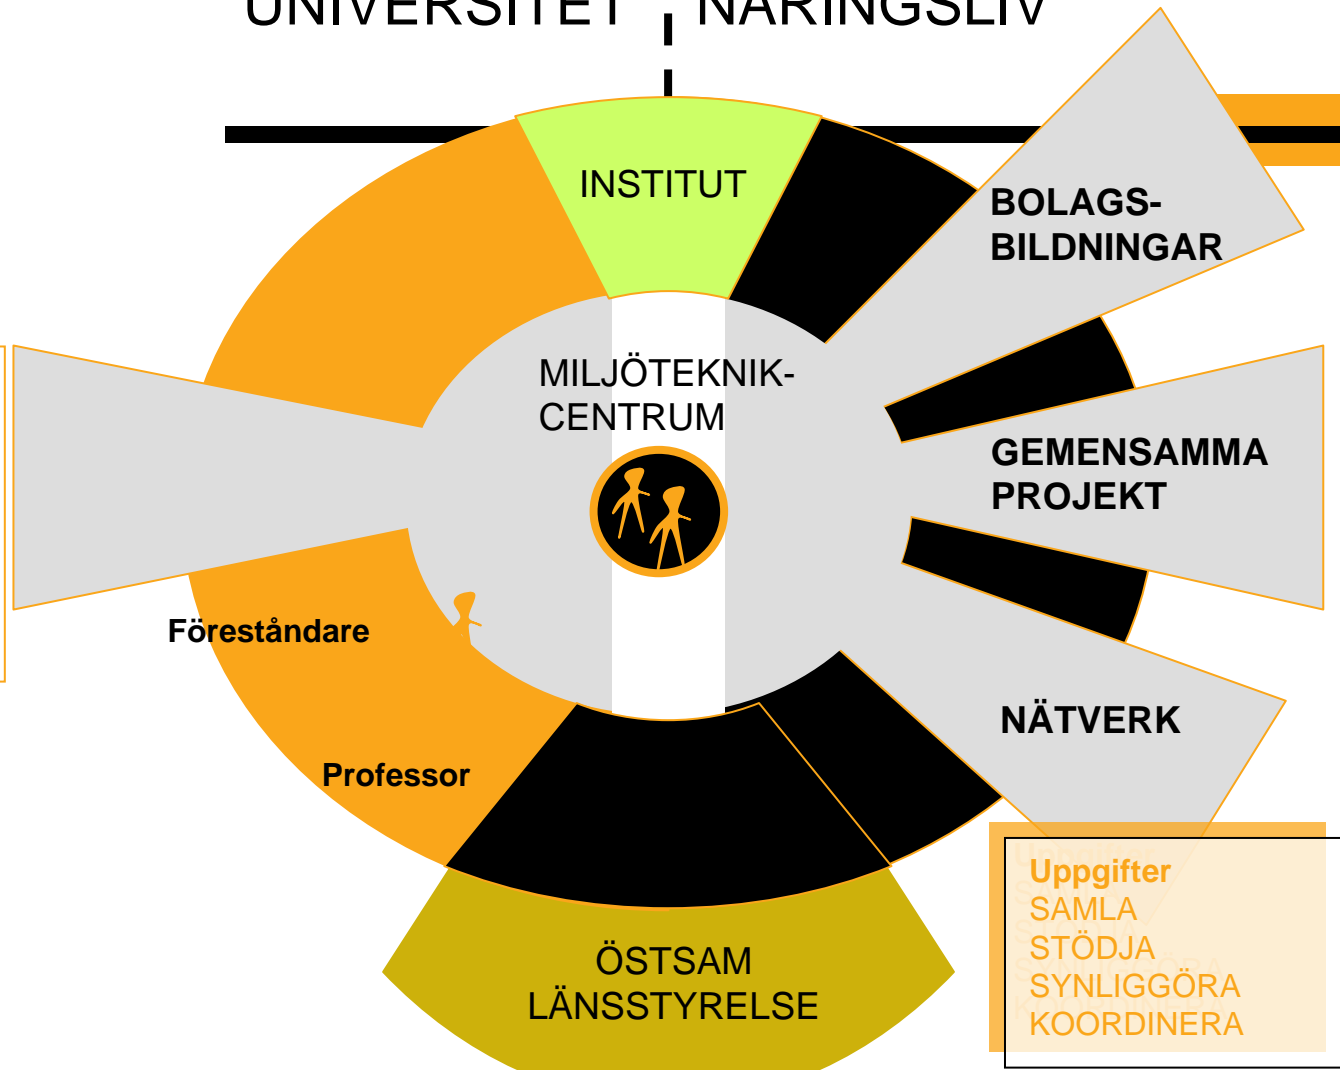 UNIVERSITET NÄRINGSLIV
INSTITUT
BOLAGS-
BILDNINGAR
MILJÖTEKNIK-
CENTRUM
GEMENSAMMA
PROJEKT
Föreståndare
NÄTVERK
Professor
Uppgifter
SAMLA
STÖDJA
SYNLIGGÖRA
KOORDINERA
ÖSTSAM
LÄNSSTYRELSE